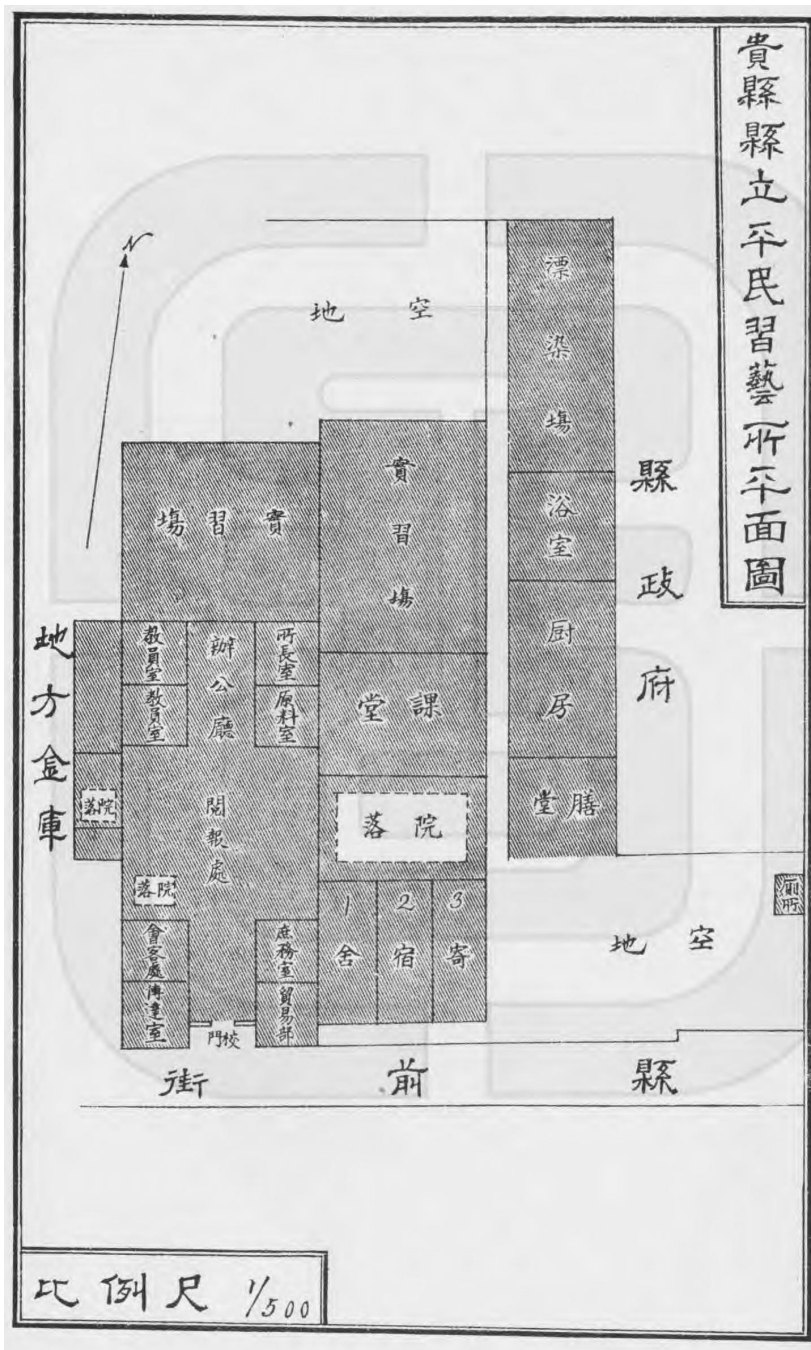 貴縣縣立平民習藝所平面圖
N
空地
漂染場
浴室
厨房
膳堂
縣政府
實習場
課堂
院落
3 2 1
寄宿舍
實習場
所長室
原料室
辦公廳
教員室
教員室
閱報處
院落
院落
地方金庫
庶務室
貿易部
會客處
傳達室
校門
空地
廁所
縣前街
比例尺 1/500